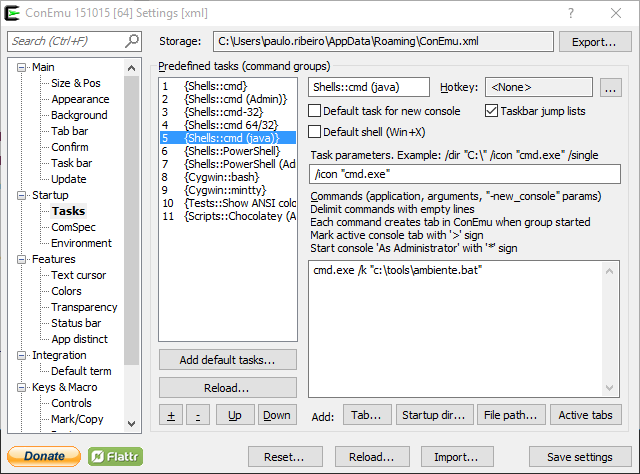 ConEmu 151015 [64] Settings [xml]
Search (Ctrl+F)
Storage:
C:\Users\paulo.ribeiro\AppData\Roaming\ConEmu.xml
Export...
Main
Size & Pos
Appearance
Background
Tab bar
Confirm
Task bar
Update
Startup
Tasks
ComSpec
Environment
Features
Text cursor
Colors
Transparency
Status bar
App distinct
Integration
Default term
Keys & Macro
Controls
Mark/Copy
Predefined tasks (command groups)
1 {Shells::cmd}
2 {Shells::cmd (Admin)}
3 {Shells::cmd-32}
4 {Shells::cmd 64/32}
5 {Shells::cmd (java)}
6 {Shells::PowerShell}
7 {Shells::PowerShell (Ad
8 {Cygwin::bash}
9 {Cygwin::mintty}
10 {Tests::Show ANSI colo
11 {Scripts::Chocolatey (A
Add default tasks...
Reload...
+ - Up Down
Shells::cmd (java)}
Hotkey:
<None>
...
Default task for new console
Taskbar jump lists
Default shell (Win+X)
Task parameters. Example: /dir "C:\" /icon "cmd.exe" /single
/icon "cmd.exe"
Commands (application, arguments, "-new_console" params)
Delimit commands with empty lines
Each command creates tab in ConEmu when group started
Mark active console tab with '>' sign
Start console 'As Administrator' with '*' sign
cmd.exe /k "c:\tools\ambiente.bat"
Add: Tab... Startup dir... File path... Active tabs
Donate
Flattr
Reset...
Reload...
Import...
Save settings